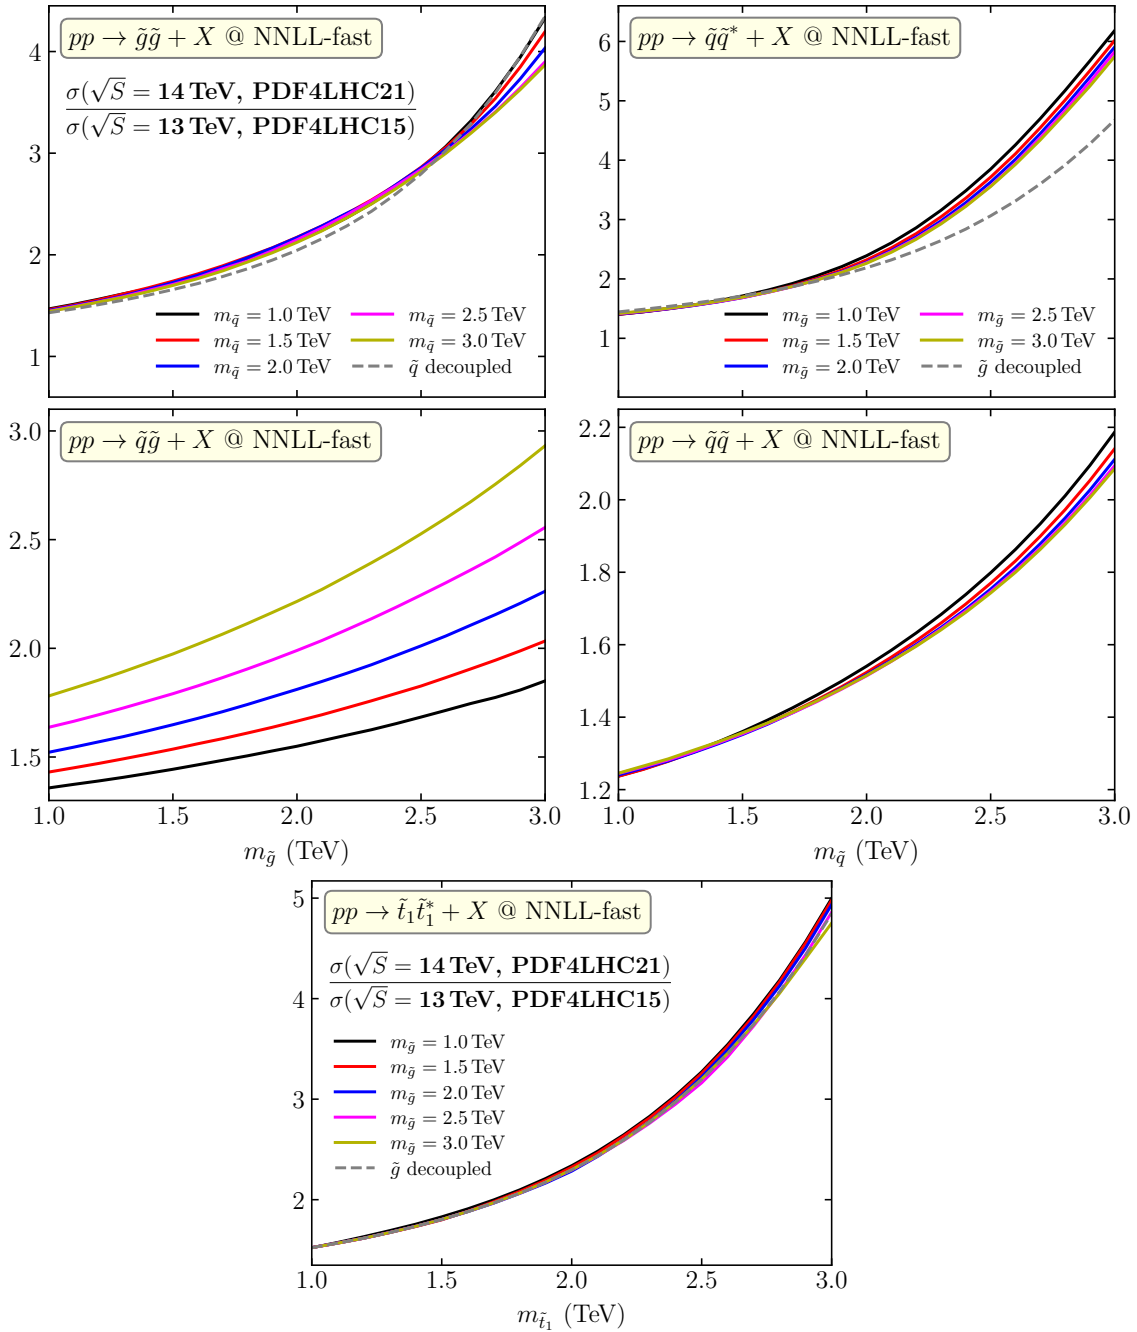 pp → g̃g̃ + X @ NNLL-fast
σ(√S = 14 TeV, PDF4LHC21)
σ(√S = 13 TeV, PDF4LHC15)
4
3
2
1
m_q̃ = 1.0 TeV
m_q̃ = 1.5 TeV
m_q̃ = 2.0 TeV
m_q̃ = 2.5 TeV
m_q̃ = 3.0 TeV
q̃ decoupled
pp → q̃q̃* + X @ NNLL-fast
6
5
4
3
2
1
m_g̃ = 1.0 TeV
m_g̃ = 1.5 TeV
m_g̃ = 2.0 TeV
m_g̃ = 2.5 TeV
m_g̃ = 3.0 TeV
g̃ decoupled
pp → q̃g̃ + X @ NNLL-fast
3.0
2.5
2.0
1.5
1.0 1.5 2.0 2.5 3.0
m_g̃ (TeV)
pp → q̃q̃ + X @ NNLL-fast
2.2
2.0
1.8
1.6
1.4
1.2
1.0 1.5 2.0 2.5 3.0
m_q̃ (TeV)
pp → t̃₁t̃₁* + X @ NNLL-fast
σ(√S = 14 TeV, PDF4LHC21)
σ(√S = 13 TeV, PDF4LHC15)
5
4
3
2
m_g̃ = 1.0 TeV
m_g̃ = 1.5 TeV
m_g̃ = 2.0 TeV
m_g̃ = 2.5 TeV
m_g̃ = 3.0 TeV
g̃ decoupled
1.0 1.5 2.0 2.5 3.0
m_t̃₁ (TeV)